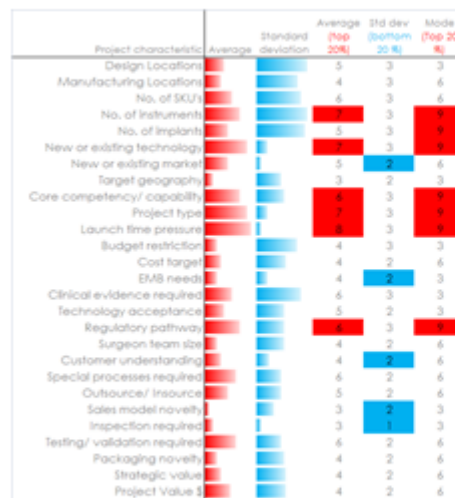 Average Std dev Mode
Standard (top (bottom (Top 20
Project characteristic Average deviation 20%) 20 %) %)
Design Locations 5 3 3
Manufacturing Locations 4 3 6
No. of SKU's 6 3 6
No. of Instruments 7 3 9
No. of Implants 5 3 9
New or existing technology 7 3 9
New or existing market 5 2 6
Target geography 3 2 3
Core competency/ capability 6 3 9
Project type 7 3 9
Launch time pressure 8 3 9
Budget restriction 4 3 3
Cost target 4 2 6
EMB needs 4 2 3
Clinical evidence required 6 3 3
Technology acceptance 5 2 3
Regulatory pathway 6 3 9
Surgeon team size 4 2 6
Customer understanding 4 2 6
Special processes required 6 2 6
Outsource/ Insource 5 2 6
Sales model novelty 3 2 3
Inspection required 3 1 3
Testing/ validation required 6 2 6
Packaging novelty 4 2 6
Strategic value 4 2 6
Project Value $ 4 2 6